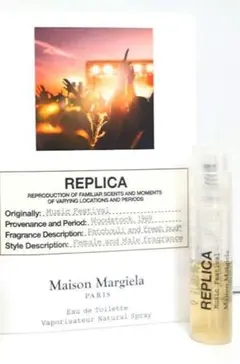 REPLICA
REPRODUCTION OF FAMILIAR SCENTS AND MOMENTS
OF VARYING LOCATIONS AND PERIODS
Originally: Music Festival
Provenance and Period: Woodstock, 1969
Fragrance Description: Patchouli and fresh bud*
Style Description: Female and Male fragrance
Maison Margiela
PARIS
Eau de Toilette
Vaporisateur Natural Spray
REPLICA
Music Festival
Maison Margiela